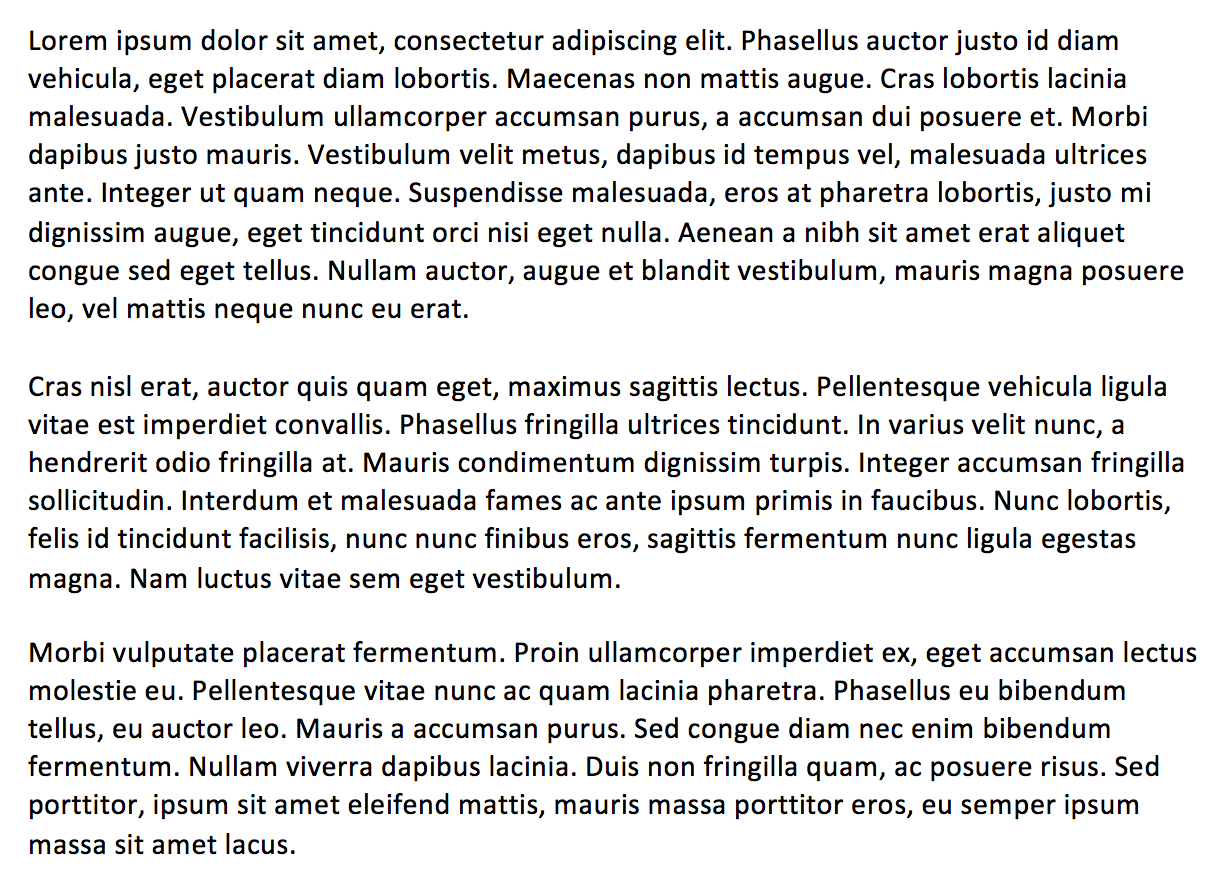 Lorem ipsum dolor sit amet, consectetur adipiscing elit. Phasellus auctor justo id diam
vehicula, eget placerat diam lobortis. Maecenas non mattis augue. Cras lobortis lacinia
malesuada. Vestibulum ullamcorper accumsan purus, a accumsan dui posuere et. Morbi
dapibus justo mauris. Vestibulum velit metus, dapibus id tempus vel, malesuada ultrices
ante. Integer ut quam neque. Suspendisse malesuada, eros at pharetra lobortis, justo mi
dignissim augue, eget tincidunt orci nisi eget nulla. Aenean a nibh sit amet erat aliquet
congue sed eget tellus. Nullam auctor, augue et blandit vestibulum, mauris magna posuere
leo, vel mattis neque nunc eu erat.

Cras nisl erat, auctor quis quam eget, maximus sagittis lectus. Pellentesque vehicula ligula
vitae est imperdiet convallis. Phasellus fringilla ultrices tincidunt. In varius velit nunc, a
hendrerit odio fringilla at. Mauris condimentum dignissim turpis. Integer accumsan fringilla
sollicitudin. Interdum et malesuada fames ac ante ipsum primis in faucibus. Nunc lobortis,
felis id tincidunt facilisis, nunc nunc finibus eros, sagittis fermentum nunc ligula egestas
magna. Nam luctus vitae sem eget vestibulum.

Morbi vulputate placerat fermentum. Proin ullamcorper imperdiet ex, eget accumsan lectus
molestie eu. Pellentesque vitae nunc ac quam lacinia pharetra. Phasellus eu bibendum
tellus, eu auctor leo. Mauris a accumsan purus. Sed congue diam nec enim bibendum
fermentum. Nullam viverra dapibus lacinia. Duis non fringilla quam, ac posuere risus. Sed
porttitor, ipsum sit amet eleifend mattis, mauris massa porttitor eros, eu semper ipsum
massa sit amet lacus.